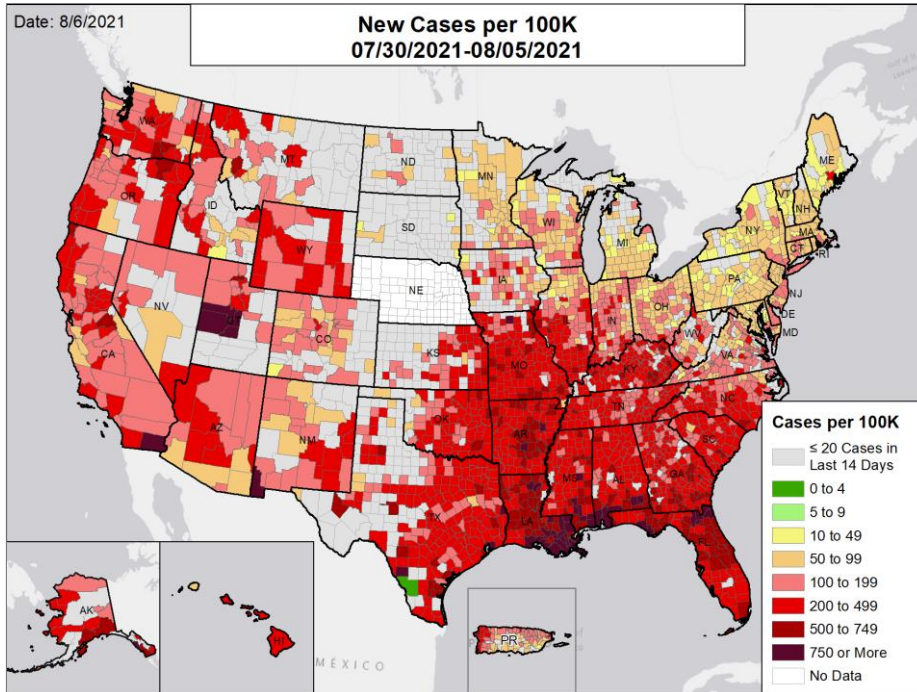 Date: 8/6/2021
New Cases per 100K
07/30/2021-08/05/2021
WA
MT
ND
MN
ME
OR
ID
WY
SD
WI
MI
VT
NH
NY
MA
CT
RI
NV
UT
NE
IA
PA
NJ
CA
CO
KS
MO
IL
IN
OH
WV
DE
MD
VA
KY
AZ
NM
OK
AR
TN
NC
SC
TX
LA
MS
AL
GA
FL
AK
HI
MÉXICO
PR
Cases per 100K
≤ 20 Cases in
Last 14 Days
0 to 4
5 to 9
10 to 49
50 to 99
100 to 199
200 to 499
500 to 749
750 or More
No Data